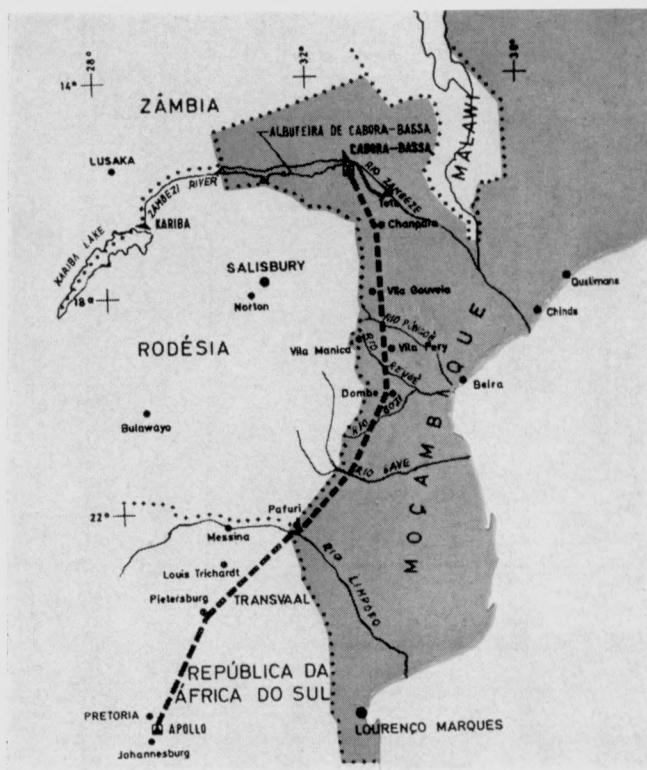 28°
32°
30°
14°
ZÂMBIA
ALBUFEIRA DE CABORA-BASSA
CABORA-BASSA
MALAWI
LUSAKA
RIO ZAMBEZE
ZAMBEZI RIVER
Tete
KARIBA
Changara
KARIBA LAKE
SALISBURY
Quelimane
18°
Norton
Vila Gouveia
Chinde
RIO PÚNGOÈ
RODÉSIA
Vila Manica
Vila Pery
RIO REVUÈ
Beira
Dombe
Bulawayo
RIO BUZI
MOÇAMBIQUE
RIO SAVE
22°
Pafuri
Messina
RIO LIMPOPO
Louis Trichardt
Pietersburg
TRANSVAAL
REPÚBLICA DA
ÁFRICA DO SUL
PRETORIA
APOLLO
LOURENÇO MARQUES
Johannesburg